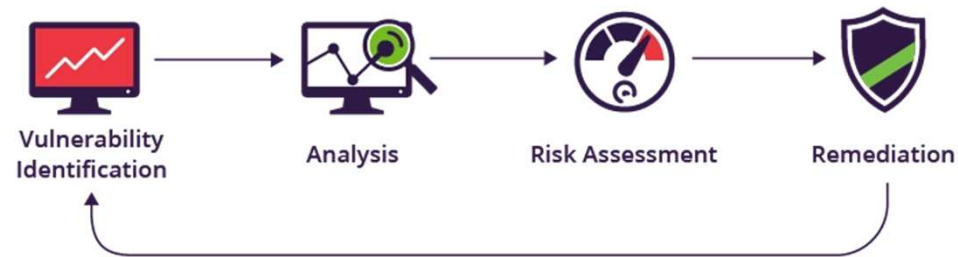 Vulnerability
Identification
Analysis
Risk Assessment
Remediation